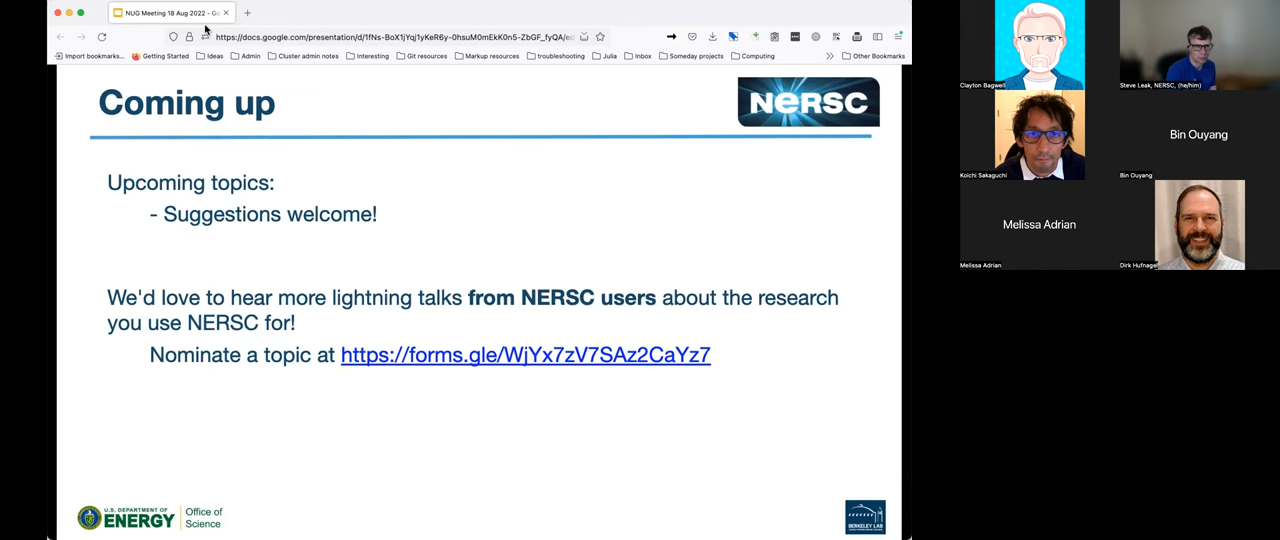 NUG Meeting 18 Aug 2022 - Go
https://docs.google.com/presentation/d/1fNs-BoX1jYqj1yKeR6y-0hsuM0mEkK0n5-ZbGF_fyQA/ed
Import bookmarks... Getting Started Ideas Admin Cluster admin notes Interesting Git resources Markup resources troubleshooting Julia Inbox Someday projects Computing Other Bookmarks
Coming up
NERSC
Upcoming topics:
- Suggestions welcome!
We'd love to hear more lightning talks from NERSC users about the research
you use NERSC for!
Nominate a topic at https://forms.gle/WjYx7zV7SAz2CaYz7
U.S. DEPARTMENT OF
ENERGY
Office of
Science
BERKELEY LAB
Clayton Bagwell
Steve Leak, NERSC, (he/him)
Koichi Sakaguchi
Bin Ouyang
Bin Ouyang
Melissa Adrian
Melissa Adrian
Dirk Hufnagel